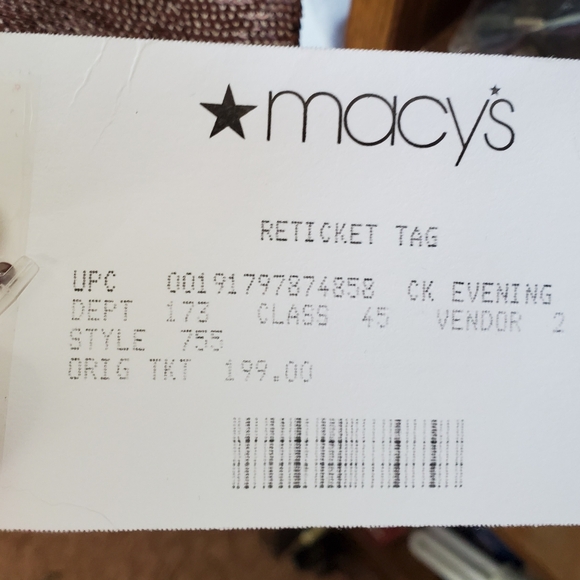 macy's
RETICKET TAG
UPC 00191797874858 CK EVENING
DEPT 173 CLASS 45 VENDOR 2
STYLE 755
ORIG TKT 199.00